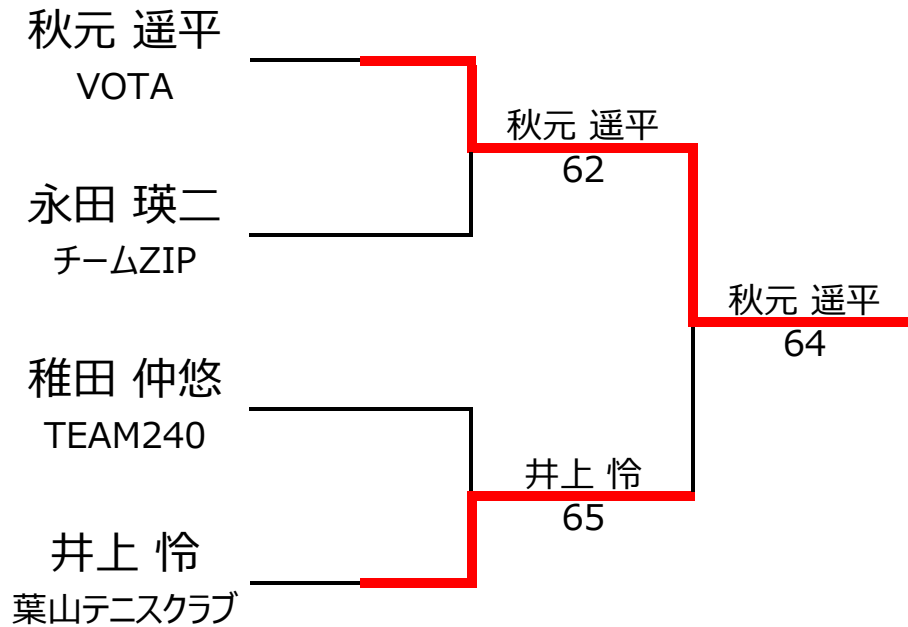 秋元 遥平
VOTA
永田 瑛二
チームZIP
稚田 仲悠
TEAM240
井上 怜
葉山テニスクラブ
秋元 遥平
62
井上 怜
65
秋元 遥平
64